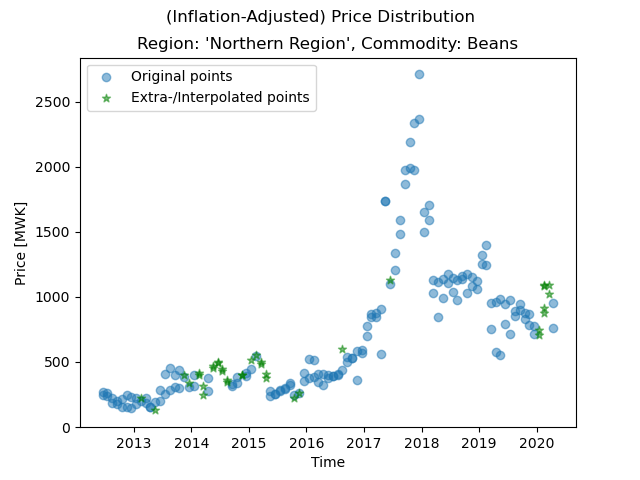 (Inflation-Adjusted) Price Distribution
Region: 'Northern Region', Commodity: Beans
Original points
Extra-/Interpolated points
Price [MWK]
2500
2000
1500
1000
500
0
2013 2014 2015 2016 2017 2018 2019 2020
Time